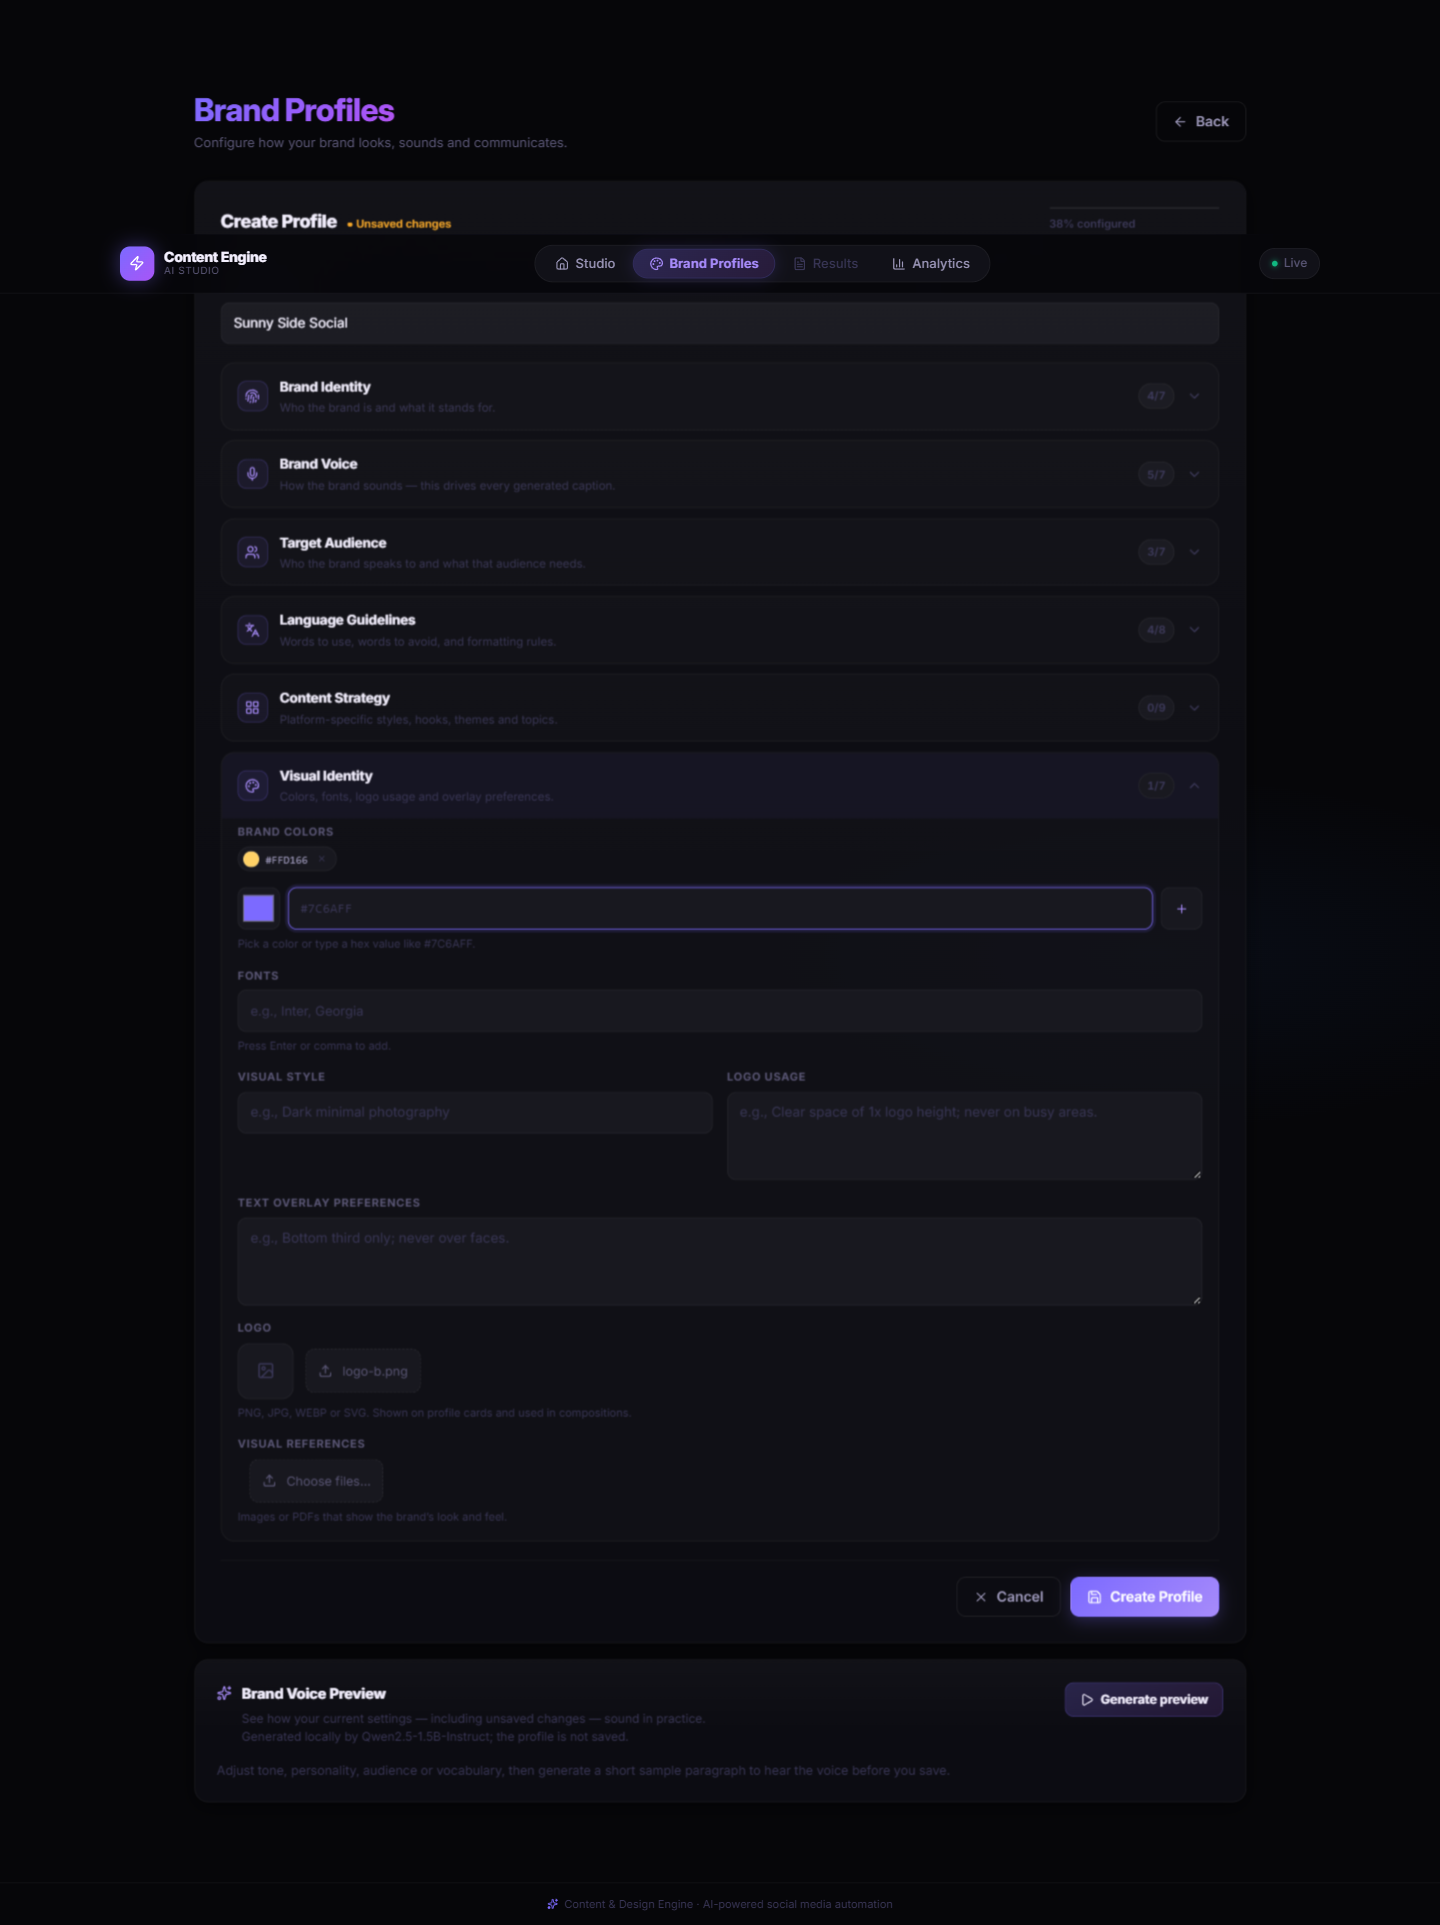 Brand Profiles
Configure how your brand looks, sounds and communicates.
Back
Create Profile
• Unsaved changes
38% configured
Content Engine
AI STUDIO
Studio
Brand Profiles
Results
Analytics
Live
Sunny Side Social
Brand Identity
Who the brand is and what it stands for.
4/7
Brand Voice
How the brand sounds — this drives every generated caption.
5/7
Target Audience
Who the brand speaks to and what that audience needs.
3/7
Language Guidelines
Words to use, words to avoid, and formatting rules.
4/8
Content Strategy
Platform-specific styles, hooks, themes and topics.
0/9
Visual Identity
Colors, fonts, logo usage and overlay preferences.
1/7
BRAND COLORS
#FFD166 ×
#7C6AFF
+
Pick a color or type a hex value like #7C6AFF.
FONTS
e.g., Inter, Georgia
Press Enter or comma to add.
VISUAL STYLE
e.g., Dark minimal photography
LOGO USAGE
e.g., Clear space of 1x logo height; never on busy areas.
TEXT OVERLAY PREFERENCES
e.g., Bottom third only; never over faces.
LOGO
logo-b.png
PNG, JPG, WEBP or SVG. Shown on profile cards and used in compositions.
VISUAL REFERENCES
Choose files...
Images or PDFs that show the brand's look and feel.
Cancel
Create Profile
Brand Voice Preview
See how your current settings — including unsaved changes — sound in practice.
Generated locally by Qwen2.5-1.5B-Instruct; the profile is not saved.
Generate preview
Adjust tone, personality, audience or vocabulary, then generate a short sample paragraph to hear the voice before you save.
Content & Design Engine · AI-powered social media automation